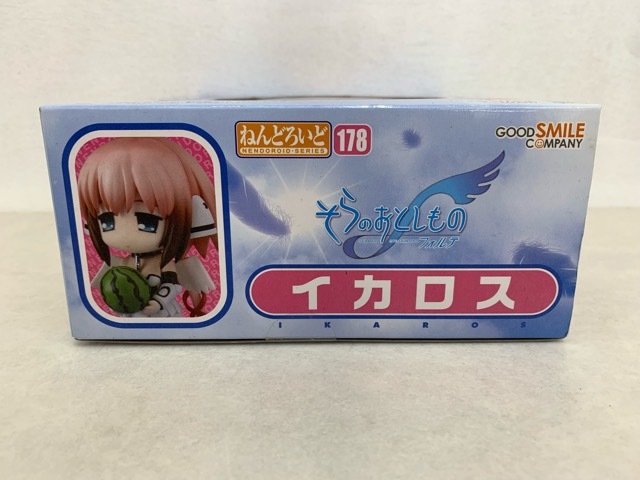 ねんどろいど
NENDOROID・SERIES
178
GOOD SMILE
COMPANY
そらのおとしもの
フォルテ
イカロス
IKAROS